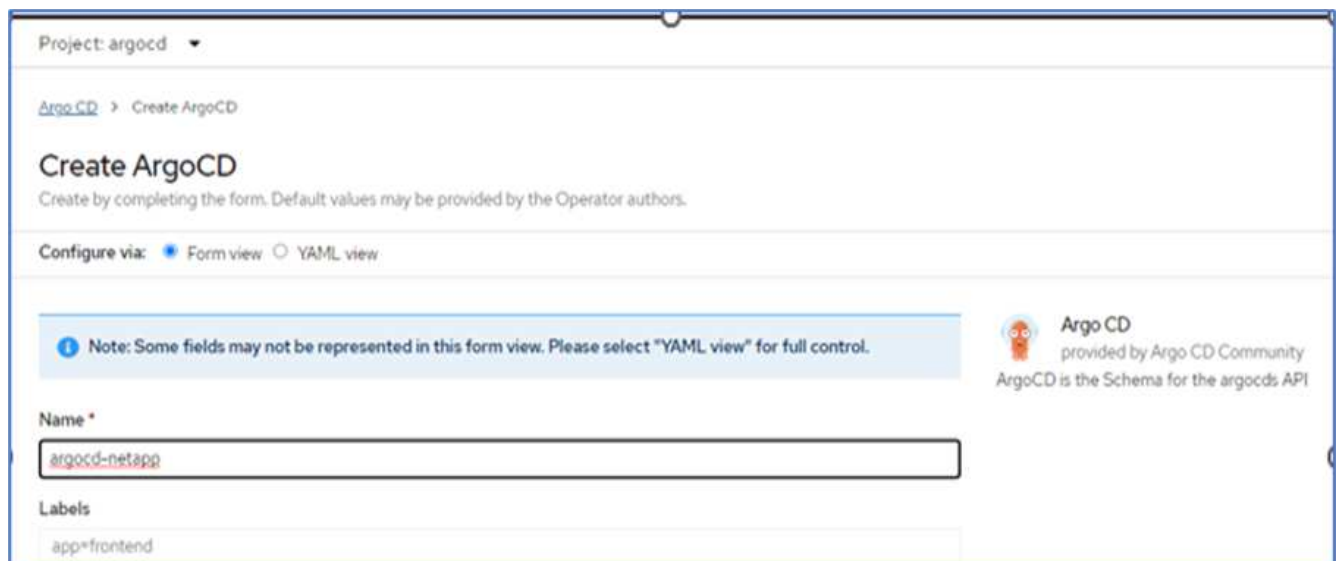 Project: argocd
Argo CD > Create ArgoCD
Create ArgoCD
Create by completing the form. Default values may be provided by the Operator authors.
Configure via: Form view YAML view
Note: Some fields may not be represented in this form view. Please select "YAML view" for full control.
Argo CD
provided by Argo CD Community
ArgoCD is the Schema for the argocds API
Name *
argocd-netapp
Labels
app=frontend